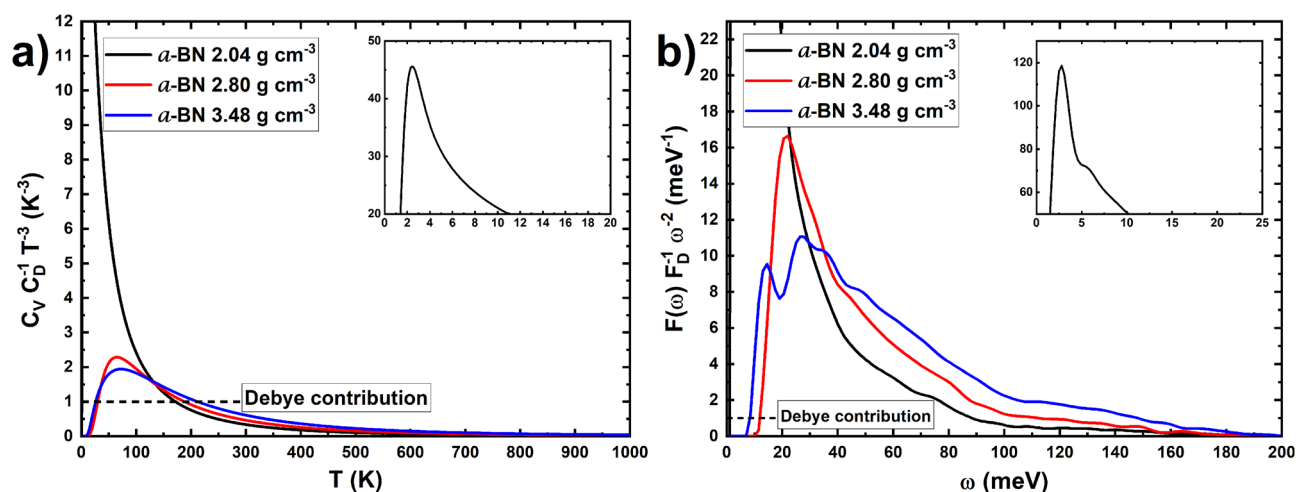 a)
a-BN 2.04 g cm-3
a-BN 2.80 g cm-3
a-BN 3.48 g cm-3
Debye contribution
C_V C_D^-1 T^-3 (K^-3)
12
11
10
9
8
7
6
5
4
3
2
1
0
0 100 200 300 400 500 600 700 800 900 1000
T (K)
50
40
30
20
0 2 4 6 8 10 12 14 16 18 20
b)
a-BN 2.04 g cm-3
a-BN 2.80 g cm-3
a-BN 3.48 g cm-3
Debye contribution
F(ω) F_D^-1 ω^-2 (meV^-1)
22
20
18
16
14
12
10
8
6
4
2
0
0 20 40 60 80 100 120 140 160 180 200
ω (meV)
120
100
80
60
0 5 10 15 20 25